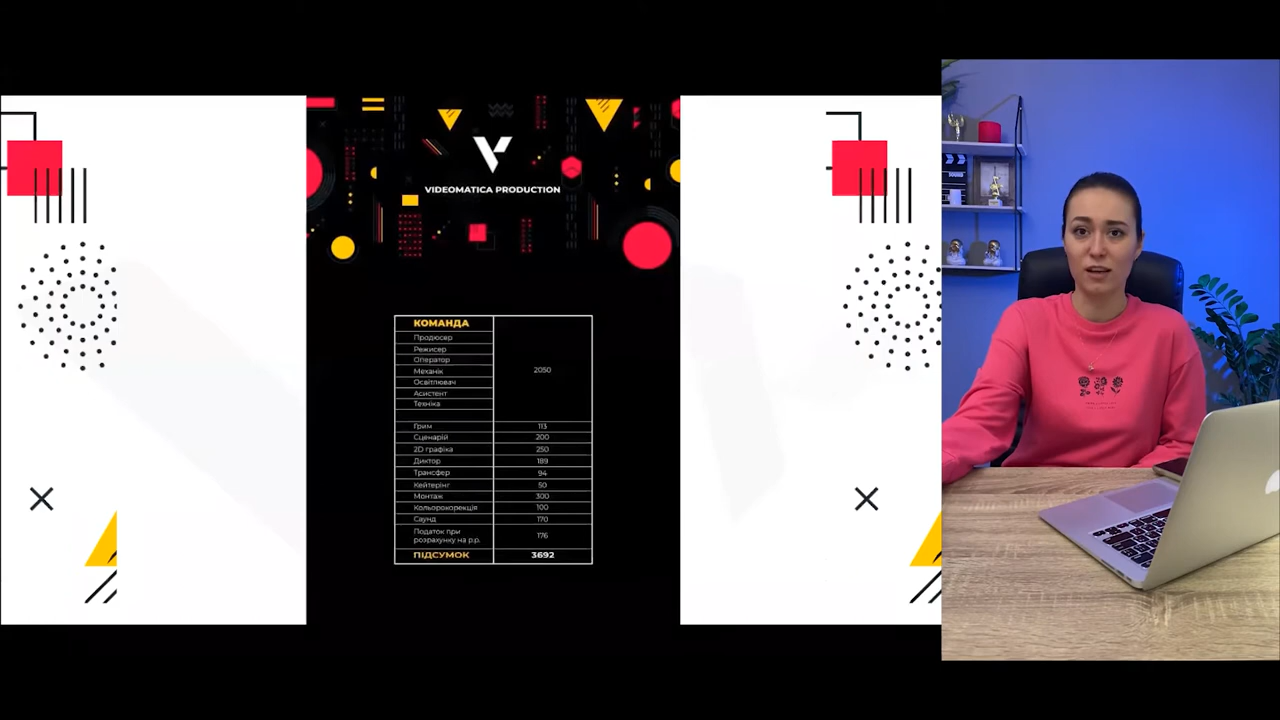 VIDEOMATICA PRODUCTION
КОМАНДА
Продюсер
Режисер
Оператор
Механік
Освітлювач
Асистент
Техніка
2050
Грим 113
Сценарій 200
2D графіка 250
Диктор 189
Трансфер 94
Кейтерінг 50
Монтаж 300
Кольорокорекція 100
Саунд 170
Податок при
розрахунку на р.р. 176
ПІДСУМОК 3692